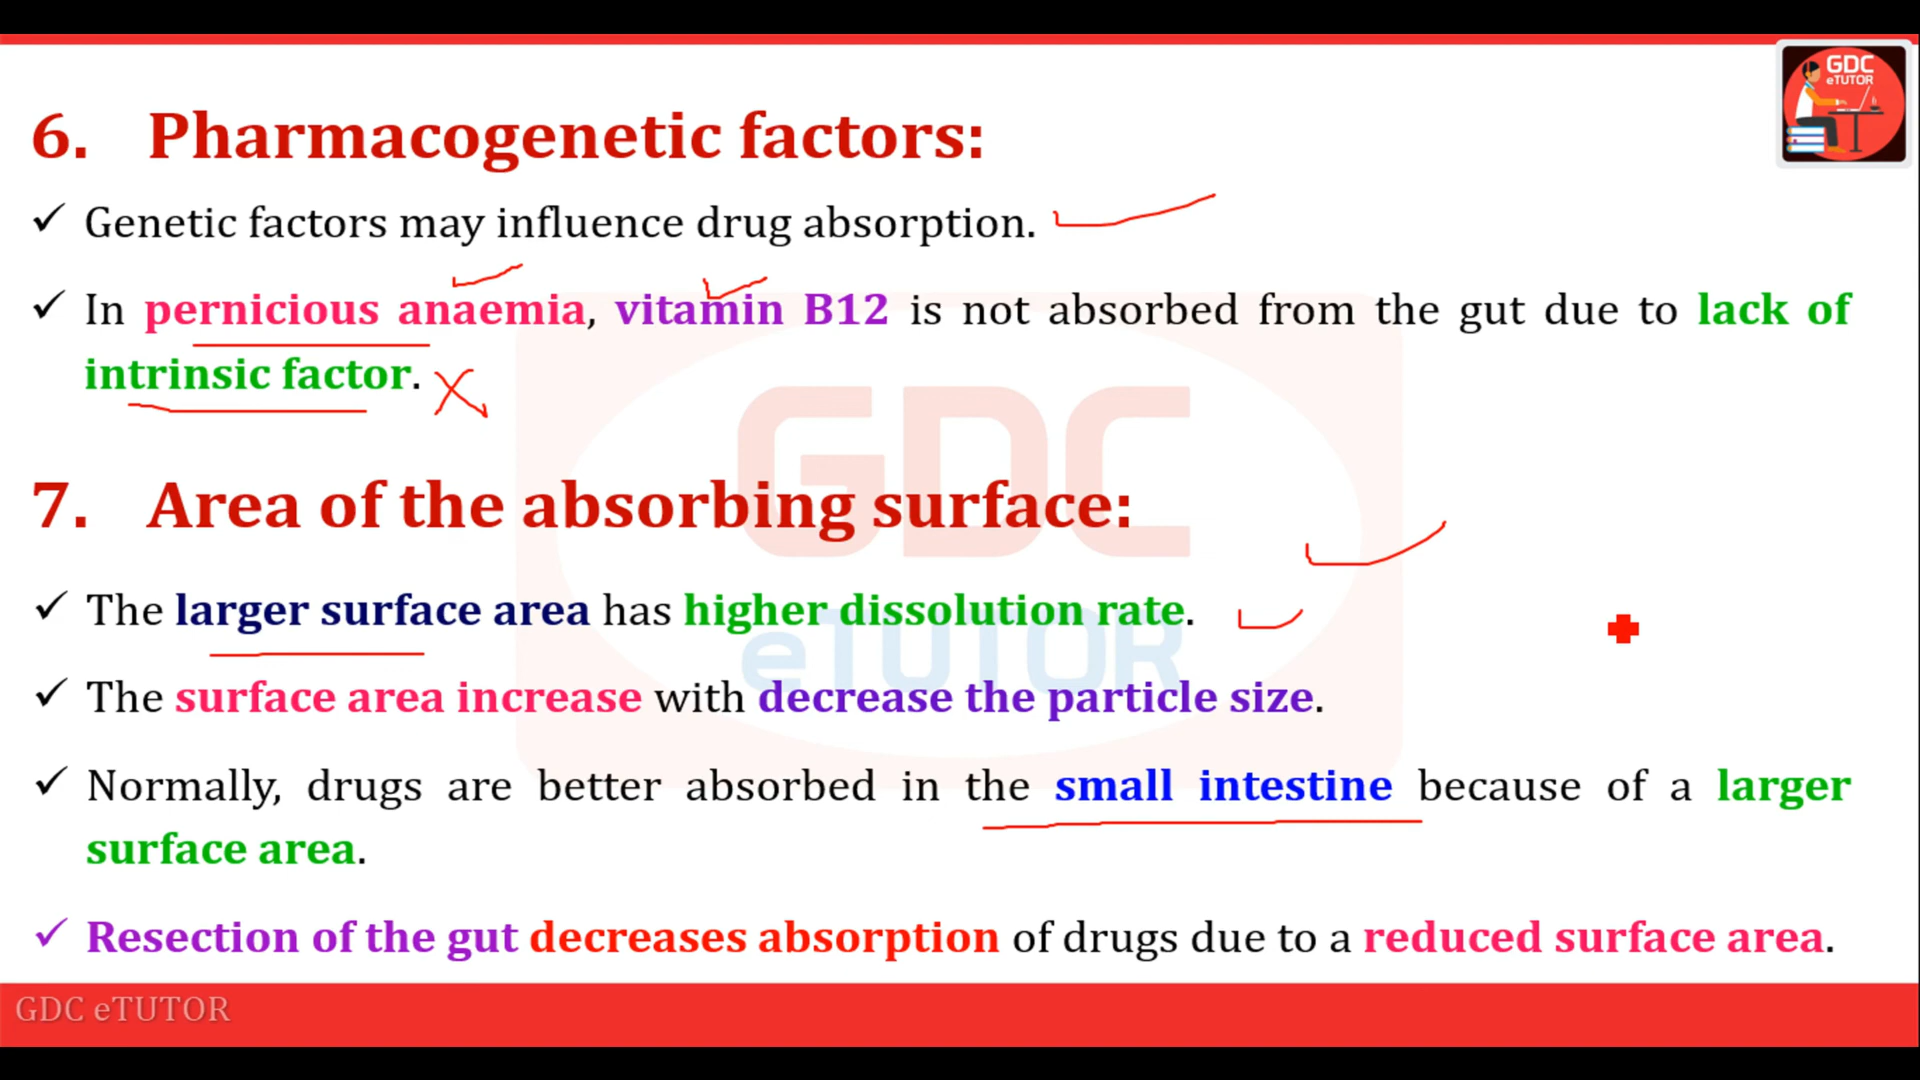 GDC
eTUTOR
6. Pharmacogenetic factors:
✓ Genetic factors may influence drug absorption.
✓ In pernicious anaemia, vitamin B12 is not absorbed from the gut due to lack of
intrinsic factor.
7. Area of the absorbing surface:
✓ The larger surface area has higher dissolution rate.
✓ The surface area increase with decrease the particle size.
✓ Normally, drugs are better absorbed in the small intestine because of a larger
surface area.
✓ Resection of the gut decreases absorption of drugs due to a reduced surface area.
GDC
eTUTOR
GDC eTUTOR